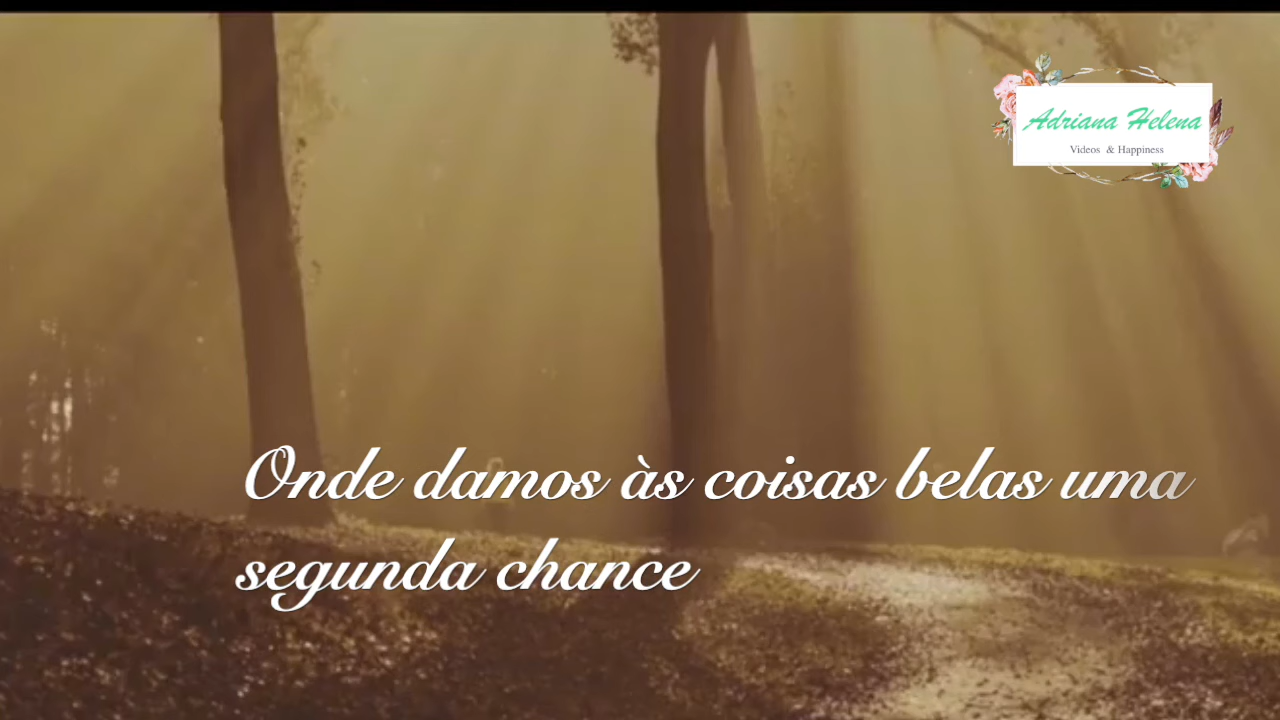 Adriana Helena
Videos & Happiness
Onde damos às coisas belas uma
segunda chance